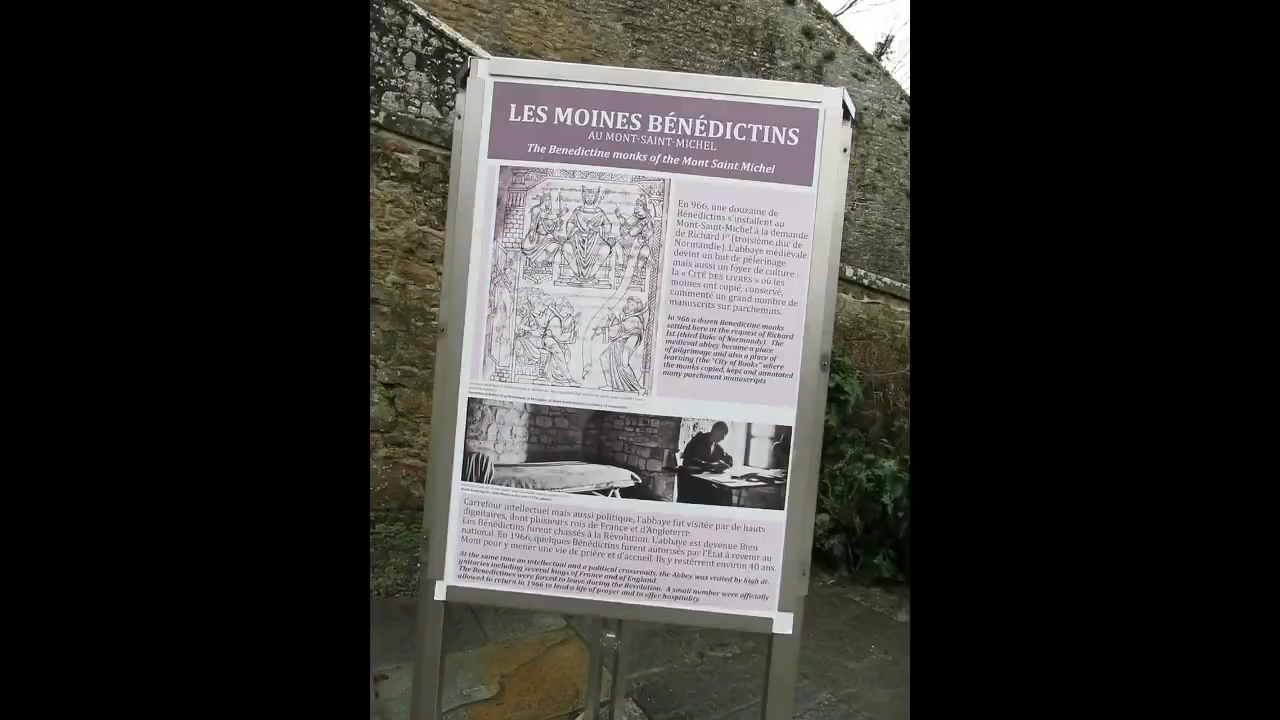 LES MOINES BÉNÉDICTINS
AU MONT-SAINT-MICHEL
The Benedictine monks of the Mont Saint Michel
En 966, une douzaine de
Bénédictins s'installent au
Mont-Saint-Michel à la demande
de Richard Iᵉʳ (troisième duc de
Normandie). L'abbaye médiévale
devint un but de pèlerinage
mais aussi un foyer de culture :
la « CITÉ DES LIVRES » où les
moines ont copié, conservé,
commenté un grand nombre de
manuscrits sur parchemins.
In 966 a dozen Benedictine monks
settled here at the request of Richard
Ist (third Duke of Normandy). The
medieval abbey became a place
of pilgrimage and also a place of
learning (the "City of Books" where
the monks copied, kept and annotated
many parchment manuscripts
Carrefour intellectuel mais aussi politique, l'abbaye fut visitée par de hauts
dignitaires, dont plusieurs rois de France et d'Angleterre.
Les Bénédictins furent chassés à la Révolution. L'abbaye est devenue Bien
national. En 1966, quelques Bénédictins furent autorisés par l'Etat à revenir au
Mont pour y mener une vie de prière et d'accueil. Ils y restèrent environ 40 ans.
At the same time an intellectual and a political crossroads, the Abbey was visited by high di-
gnitaries including several kings of France and of England.
The Benedictines were forced to leave during the Revolution. A small number were officially
allowed to return in 1966 to lead a life of prayer and to offer hospitality.